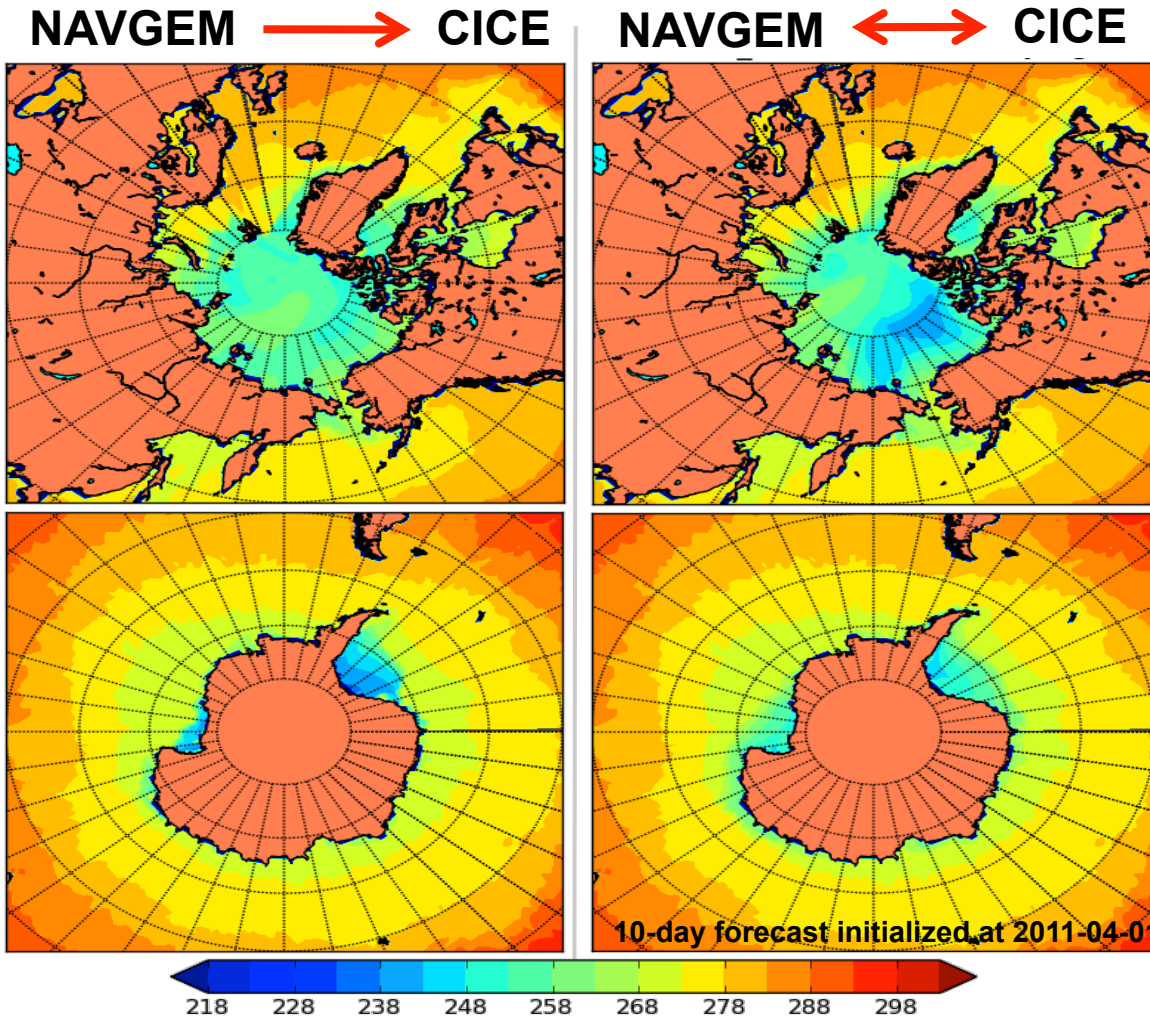 NAVGEM CICE
NAVGEM CICE
10-day forecast initialized at 2011-04-01
218 228 238 248 258 268 278 288 298